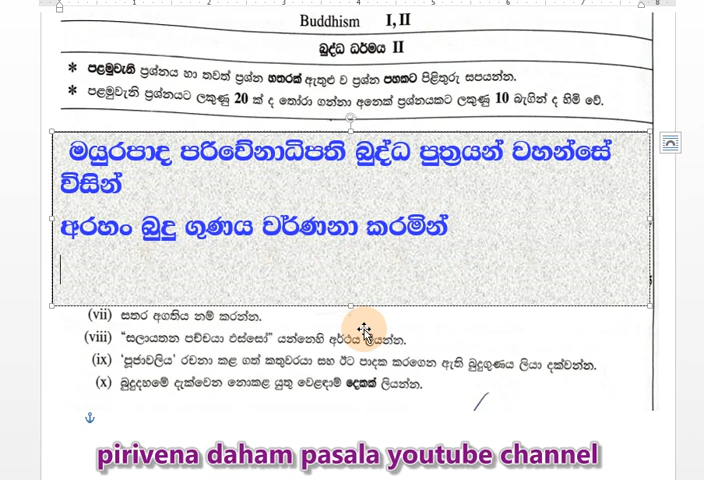 Buddhism I, II
බුද්ධ ධර්මය II
* පළමුවැනි ප්‍රශ්නය හා තවත් ප්‍රශ්න හතරක් ඇතුළු ව ප්‍රශ්න පහකට පිළිතුරු සපයන්න.
* පළමුවැනි ප්‍රශ්නයට ලකුණු 20 ක් ද තෝරා ගන්නා අනෙක් ප්‍රශ්නයකට ලකුණු 10 බැගින් ද හිමි වේ.
මයුරපාද පරිවේනාධිපති බුද්ධ පුත්‍රයන් වහන්සේ
විසින්
අරහං බුදු ගුණය වර්ණනා කරමින්
(vii) සතර අගතිය නම් කරන්න.
(viii) “සලායතන පච්චයා ඵස්සෝ” යන්නෙහි අර්ථය ලියන්න.
(ix) ‘පූජාවලිය’ රචනා කළ ගත් කතුවරයා සහ ඊට පාදක කරගෙන ඇති බුදුගුණය ලියා දක්වන්න.
(x) බුදුදහමේ දැක්වෙන නොකළ යුතු වෙළඳාම් දෙකක් ලියන්න.
pirivena daham pasala youtube channel